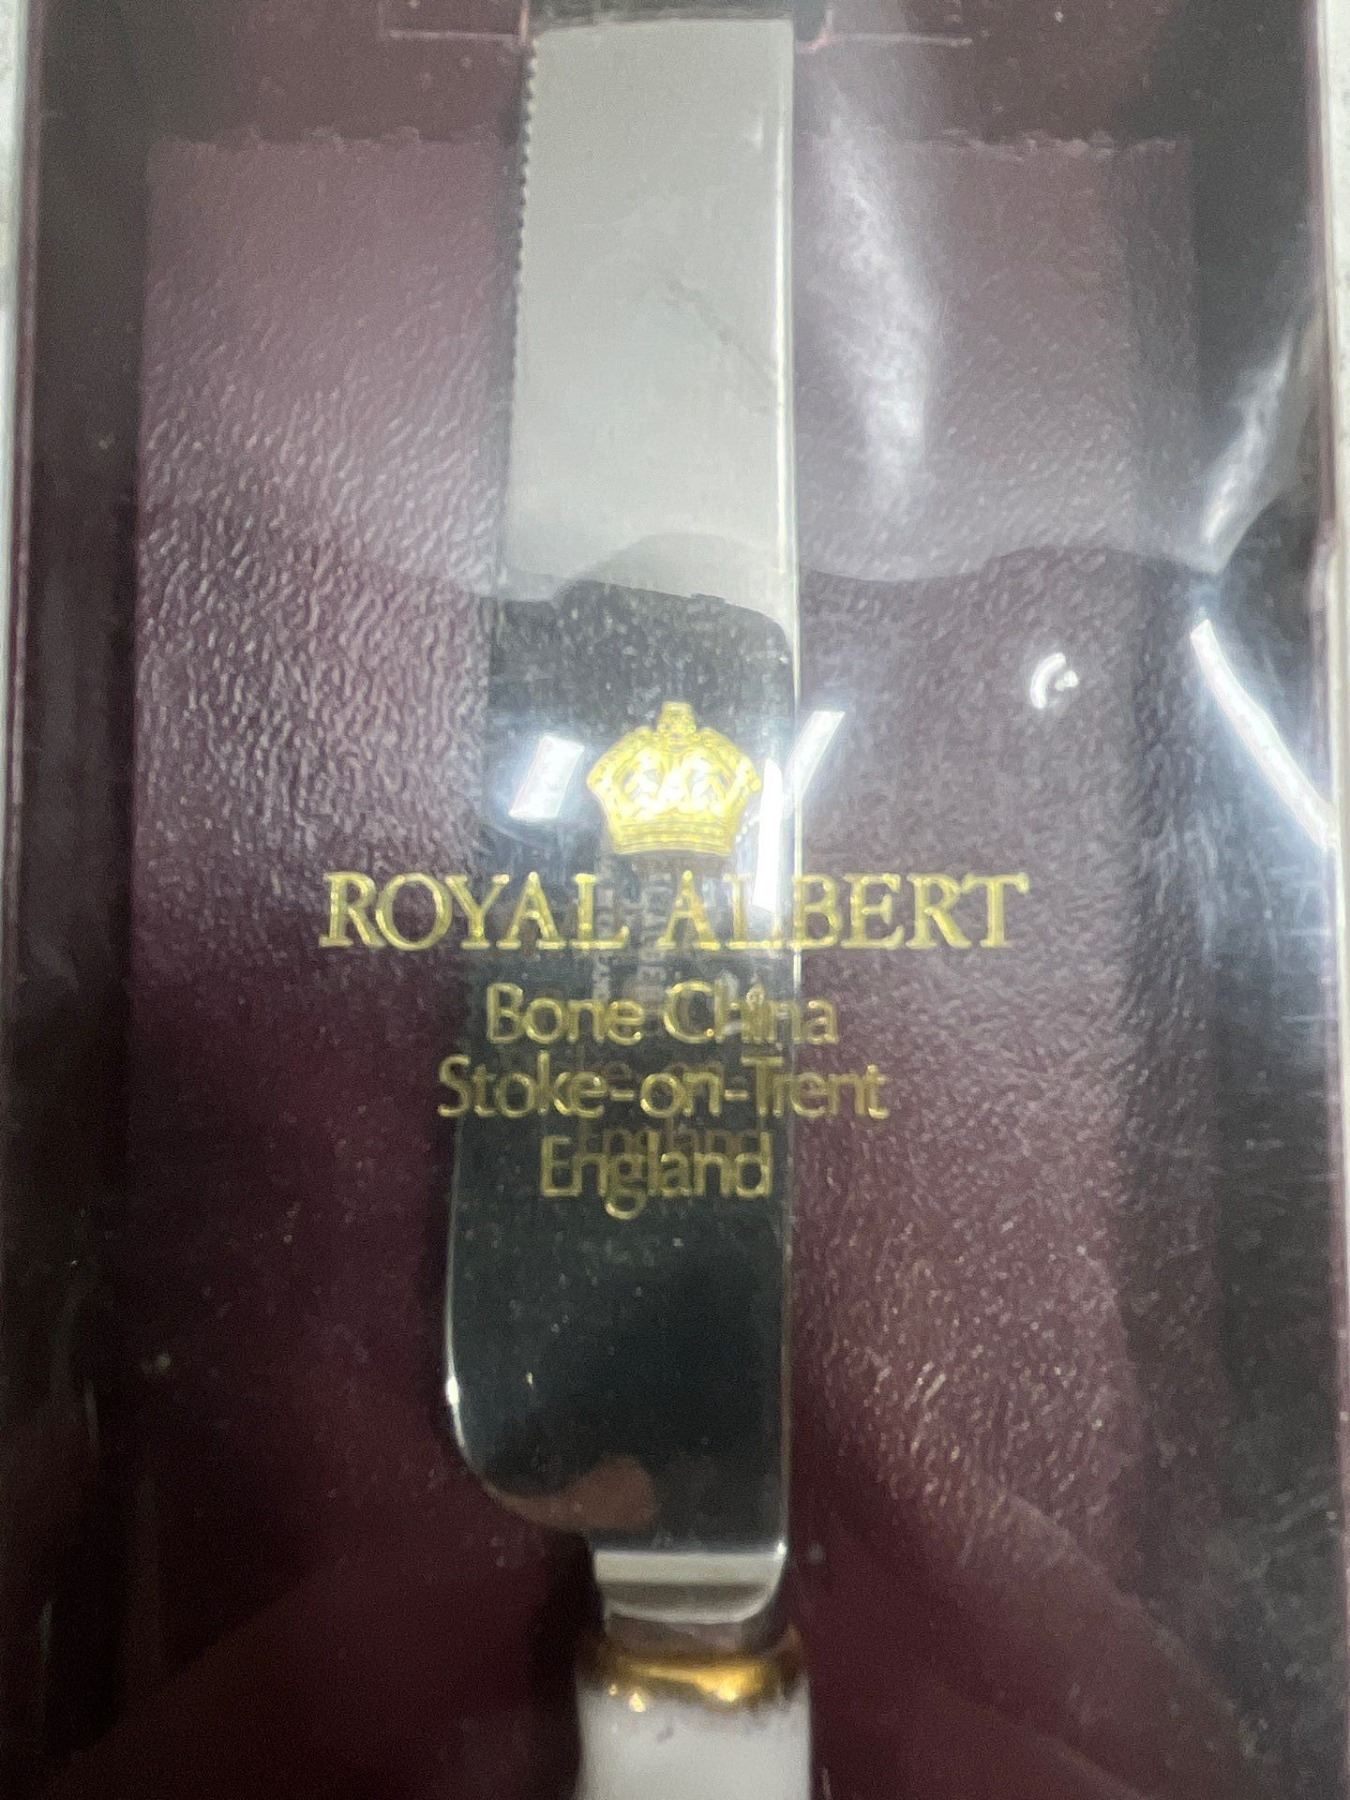 ROYAL ALBERT
Bone China
Stoke-on-Trent
England